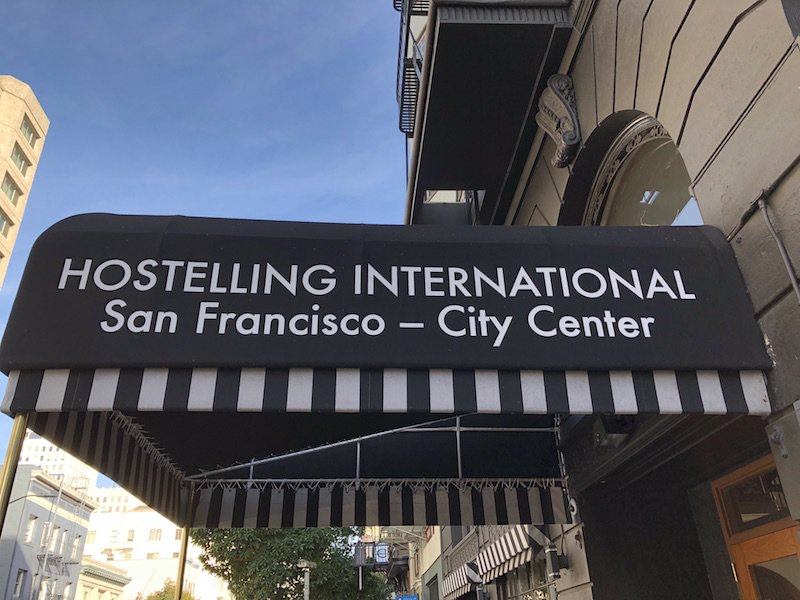 HOSTELLING INTERNATIONAL
San Francisco – City Center